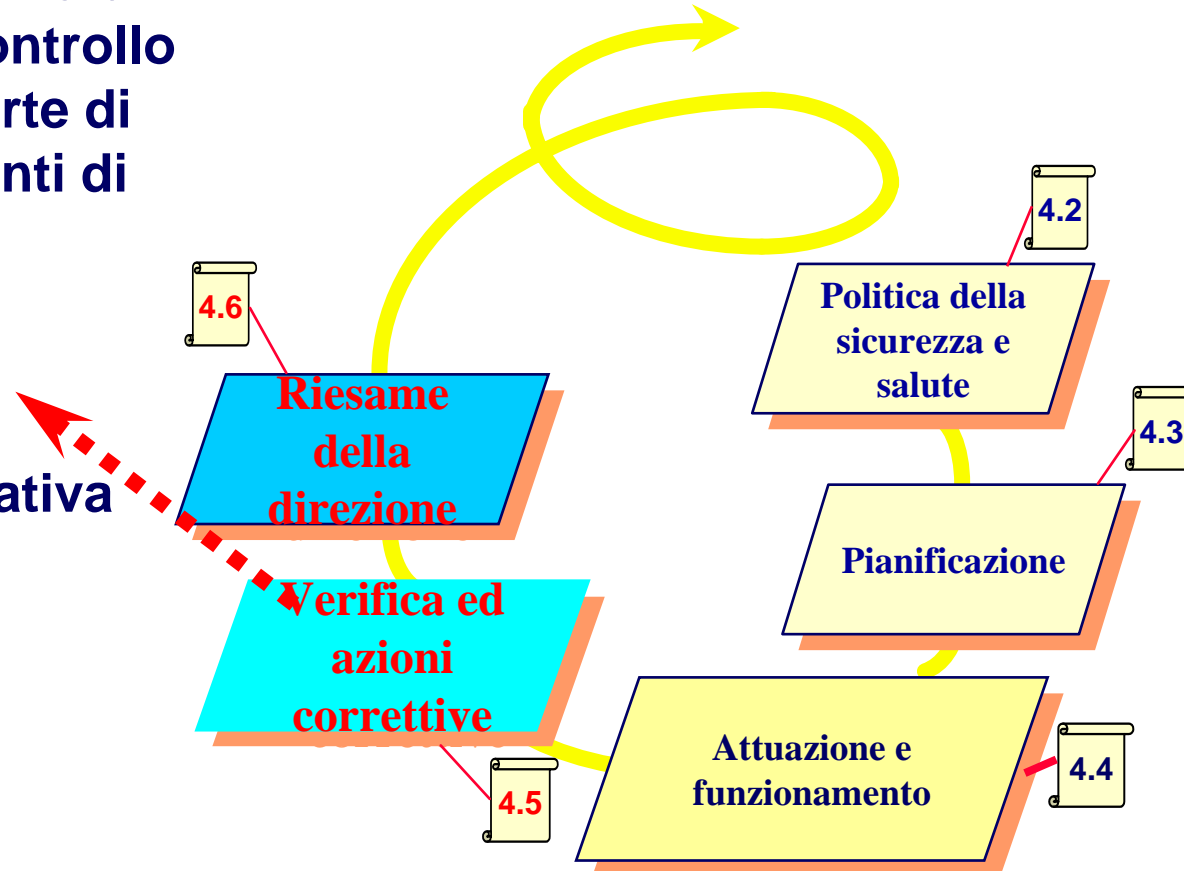 ontrollo
rte di
nti di
ativa
4.2
Politica della
sicurezza e
salute
4.3
Pianificazione
4.4
Attuazione e
funzionamento
4.5
Verifica ed
azioni
correttive
4.6
Riesame
della
direzione